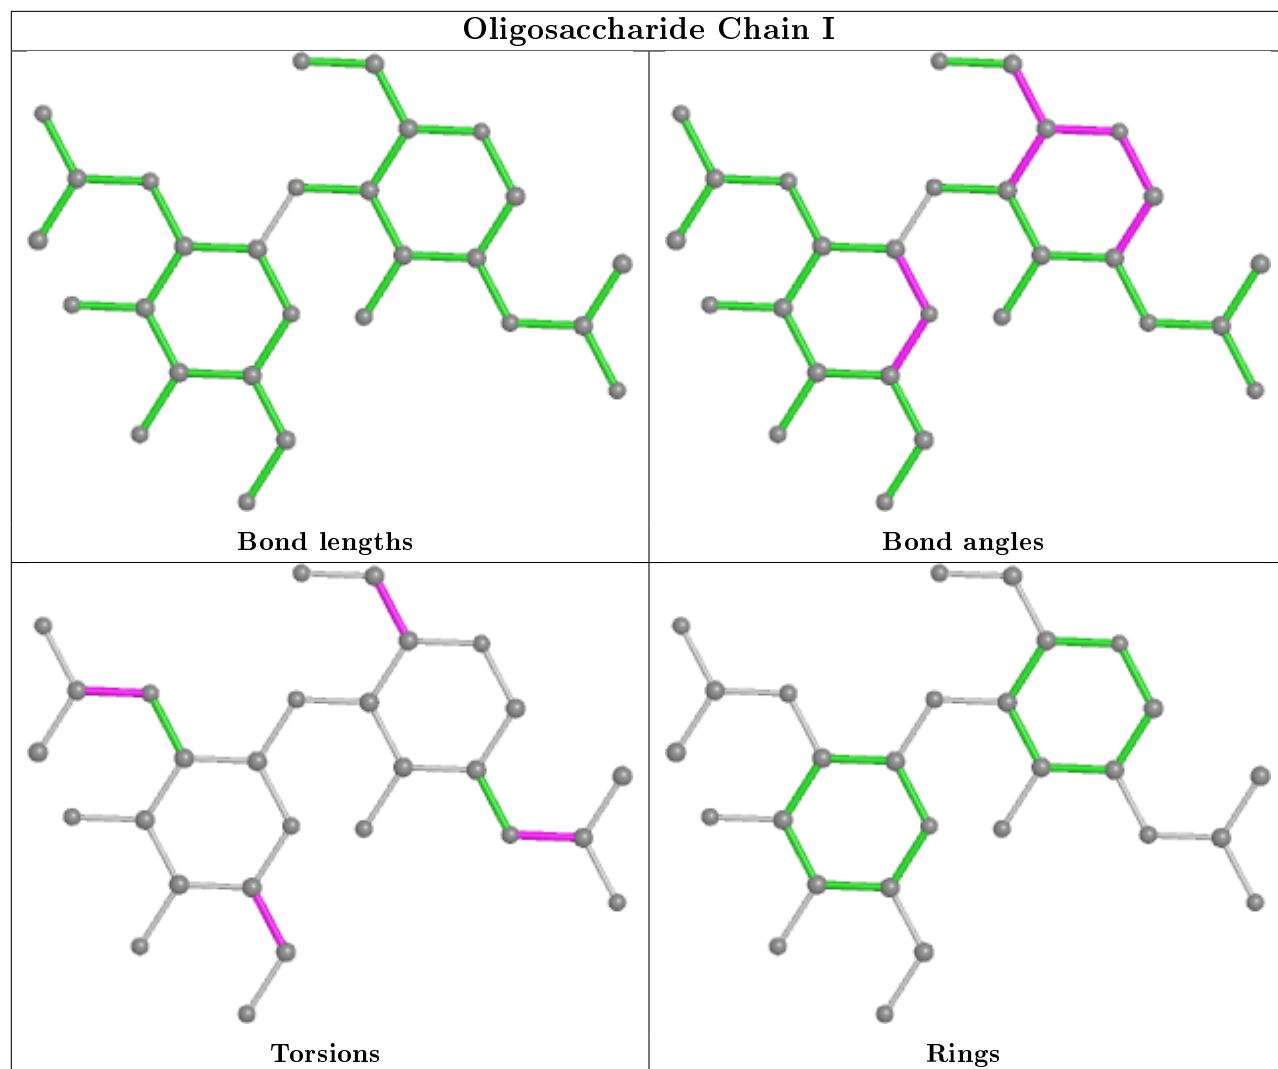 Oligosaccharide Chain I
Bond lengths
Bond angles
Torsions
Rings